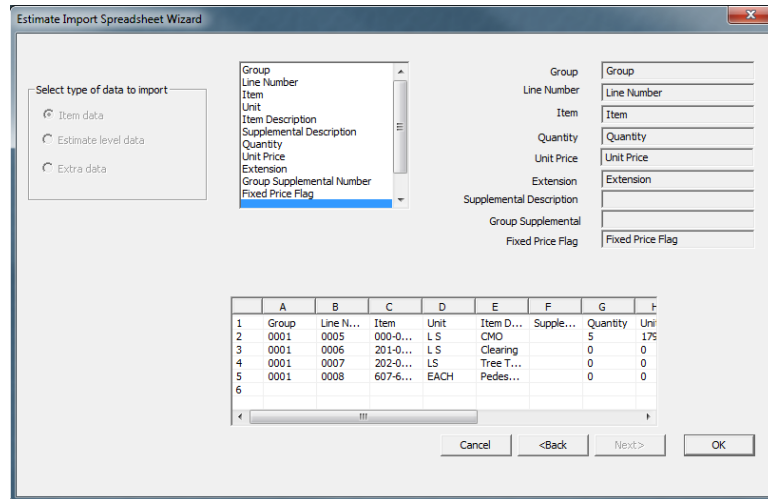 Estimate Import Spreadsheet Wizard
Select type of data to import
Item data
Estimate level data
Extra data
Group
Line Number
Item
Unit
Item Description
Supplemental Description
Quantity
Unit Price
Extension
Group Supplemental Number
Fixed Price Flag
Group Group
Line Number Line Number
Item Item
Quantity Quantity
Unit Price Unit Price
Extension Extension
Supplemental Description
Group Supplemental
Fixed Price Flag Fixed Price Flag
A B C D E F G H
1 Group Line N... Item Unit Item D... Supple... Quantity Uni
2 0001 0005 000-0... L S CMO 5 179
3 0001 0006 201-0... L S Clearing 0 0
4 0001 0007 202-0... LS Tree T... 0 0
5 0001 0008 607-6... EACH Pedes... 0 0
6
Cancel <Back Next> OK